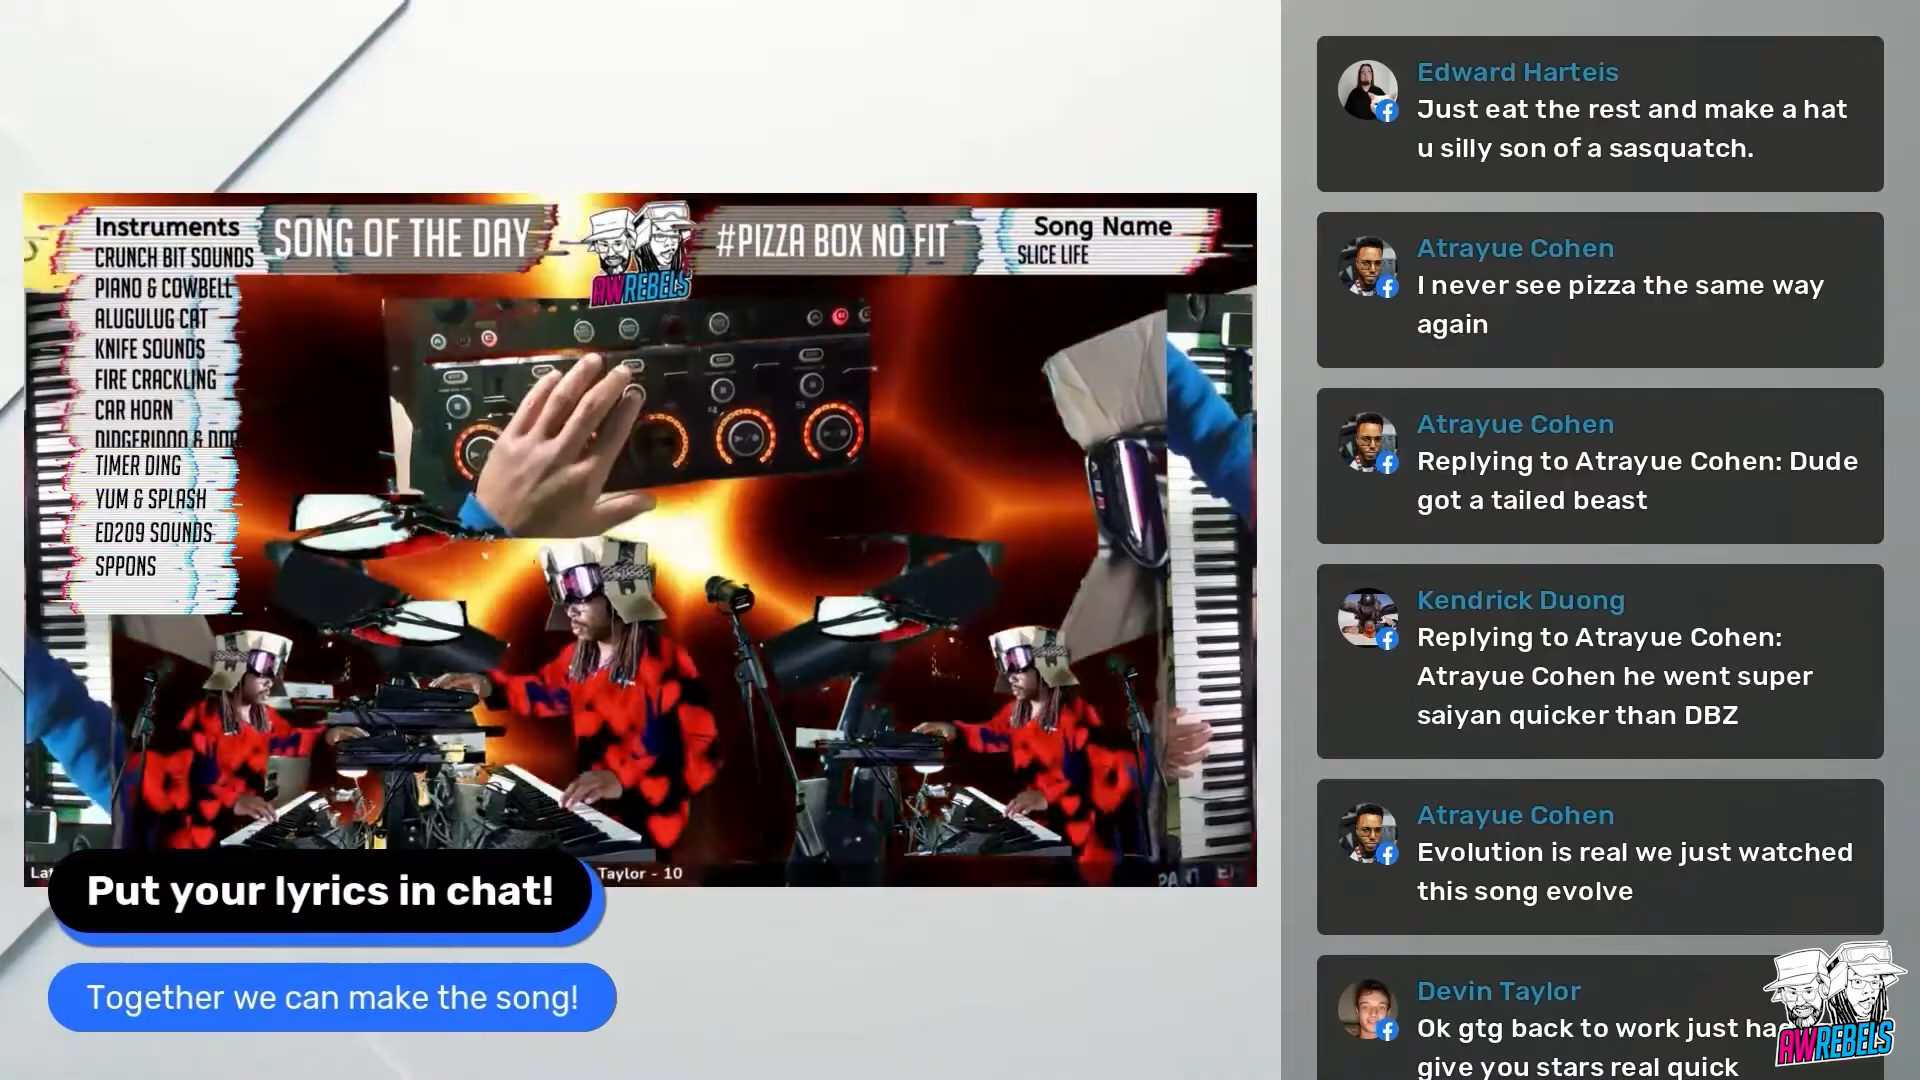 Instruments
CRUNCH BIT SOUNDS
PIANO & COWBELL
ALUGULUG CAT
KNIFE SOUNDS
FIRE CRACKLING
CAR HORN
DIDGERIDOO &
TIMER DING
YUM & SPLASH
ED209 SOUNDS
SPPONS
SONG OF THE DAY
AWREBELS
#PIZZA BOX NO FIT
Song Name
SLICE LIFE
Taylor - 10
Put your lyrics in chat!
Together we can make the song!
Edward Harteis
Just eat the rest and make a hat
u silly son of a sasquatch.
Atrayue Cohen
I never see pizza the same way
again
Atrayue Cohen
Replying to Atrayue Cohen: Dude
got a tailed beast
Kendrick Duong
Replying to Atrayue Cohen:
Atrayue Cohen he went super
saiyan quicker than DBZ
Atrayue Cohen
Evolution is real we just watched
this song evolve
Devin Taylor
Ok gtg back to work just
give you stars real quick
AWREBELS